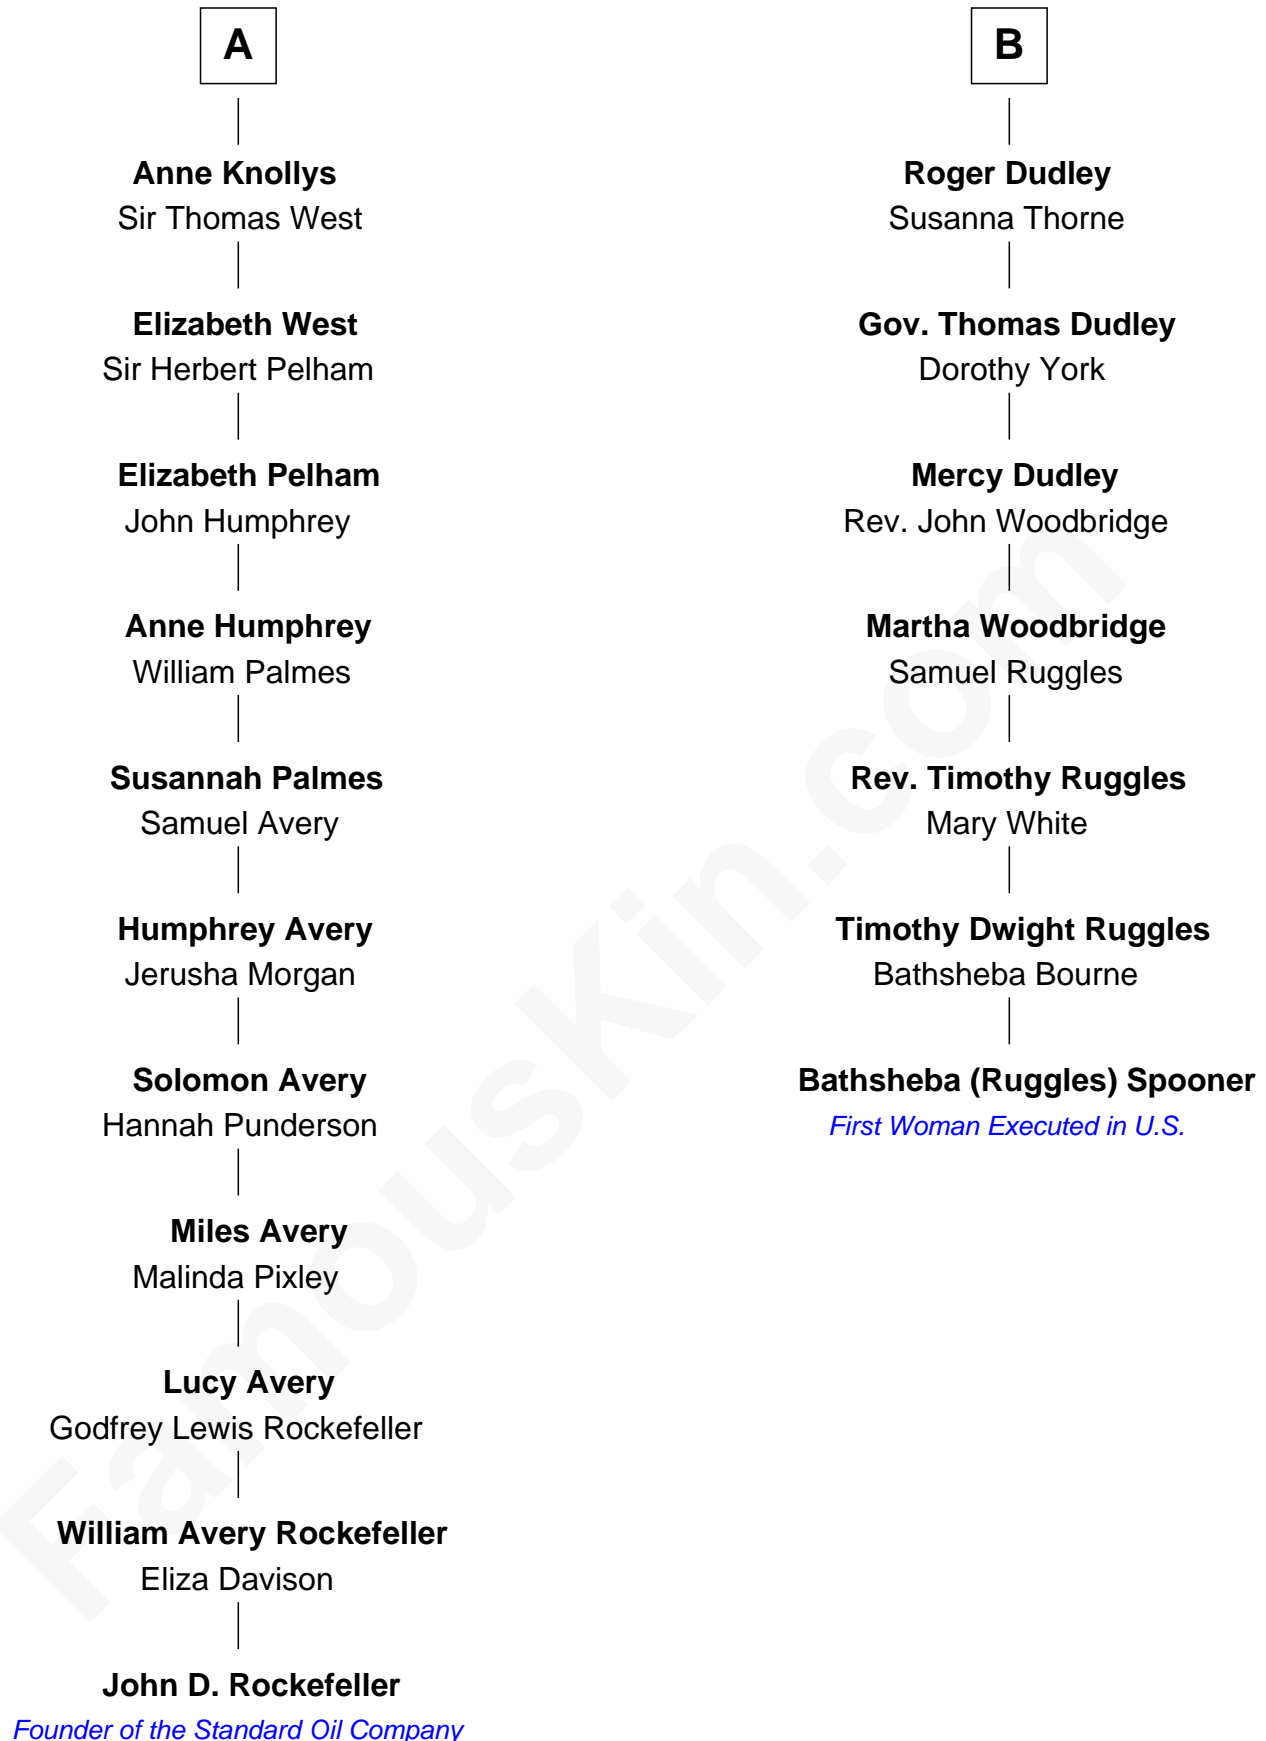 A
Anne Knollys
Sir Thomas West
Elizabeth West
Sir Herbert Pelham
Elizabeth Pelham
John Humphrey
Anne Humphrey
William Palmes
Susannah Palmes
Samuel Avery
Humphrey Avery
Jerusha Morgan
Solomon Avery
Hannah Punderson
Miles Avery
Malinda Pixley
Lucy Avery
Godfrey Lewis Rockefeller
William Avery Rockefeller
Eliza Davison
John D. Rockefeller
Founder of the Standard Oil Company
B
Roger Dudley
Susanna Thorne
Gov. Thomas Dudley
Dorothy York
Mercy Dudley
Rev. John Woodbridge
Martha Woodbridge
Samuel Ruggles
Rev. Timothy Ruggles
Mary White
Timothy Dwight Ruggles
Bathsheba Bourne
Bathsheba (Ruggles) Spooner
First Woman Executed in U.S.
FamousKin.com